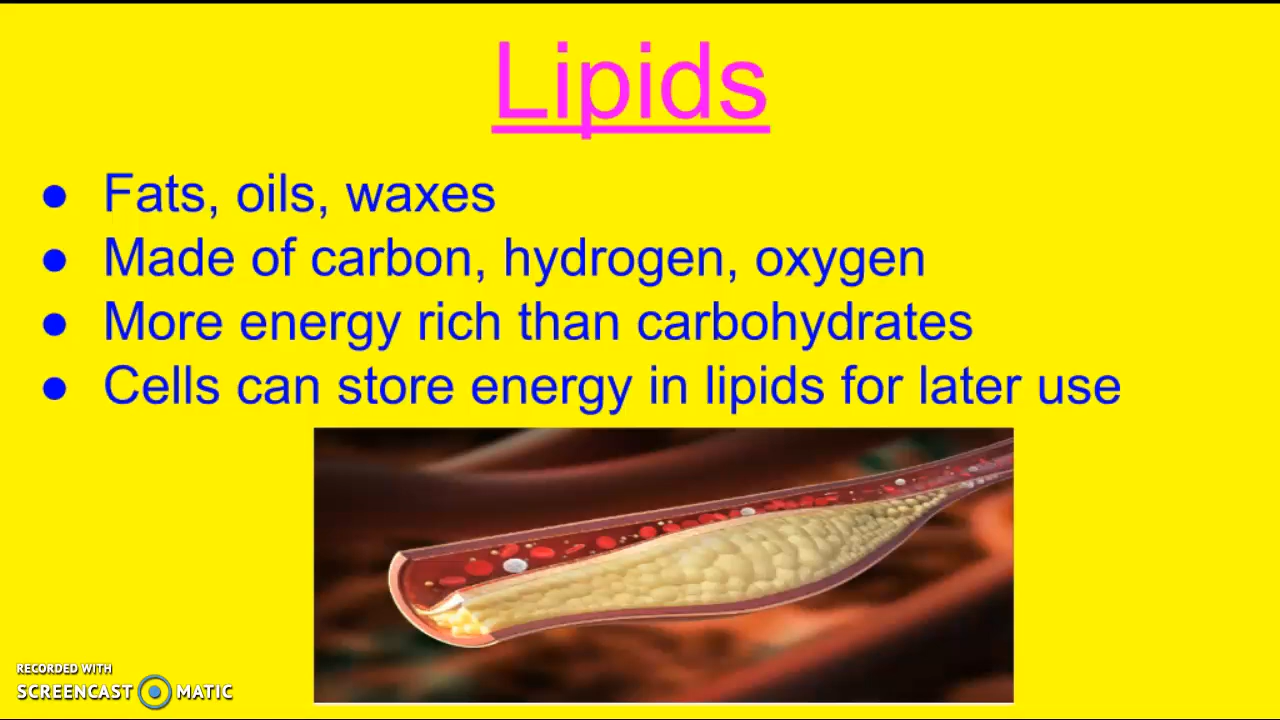 Lipids
● Fats, oils, waxes
● Made of carbon, hydrogen, oxygen
● More energy rich than carbohydrates
● Cells can store energy in lipids for later use
RECORDED WITH
SCREENCAST MATIC